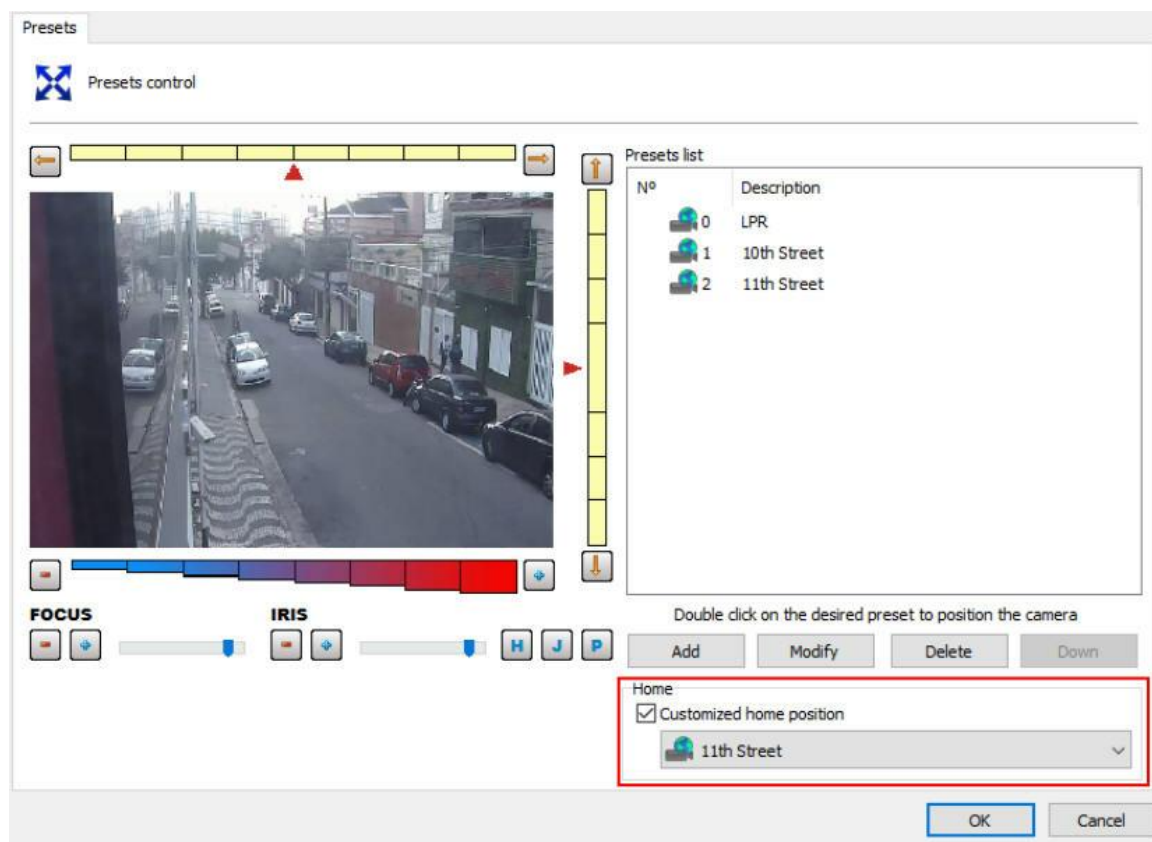 Presets
Presets control
Presets list
Nº Description
0 LPR
1 10th Street
2 11th Street
FOCUS IRIS
H J P
Double click on the desired preset to position the camera
Add Modify Delete Down
Home
Customized home position
11th Street
OK Cancel